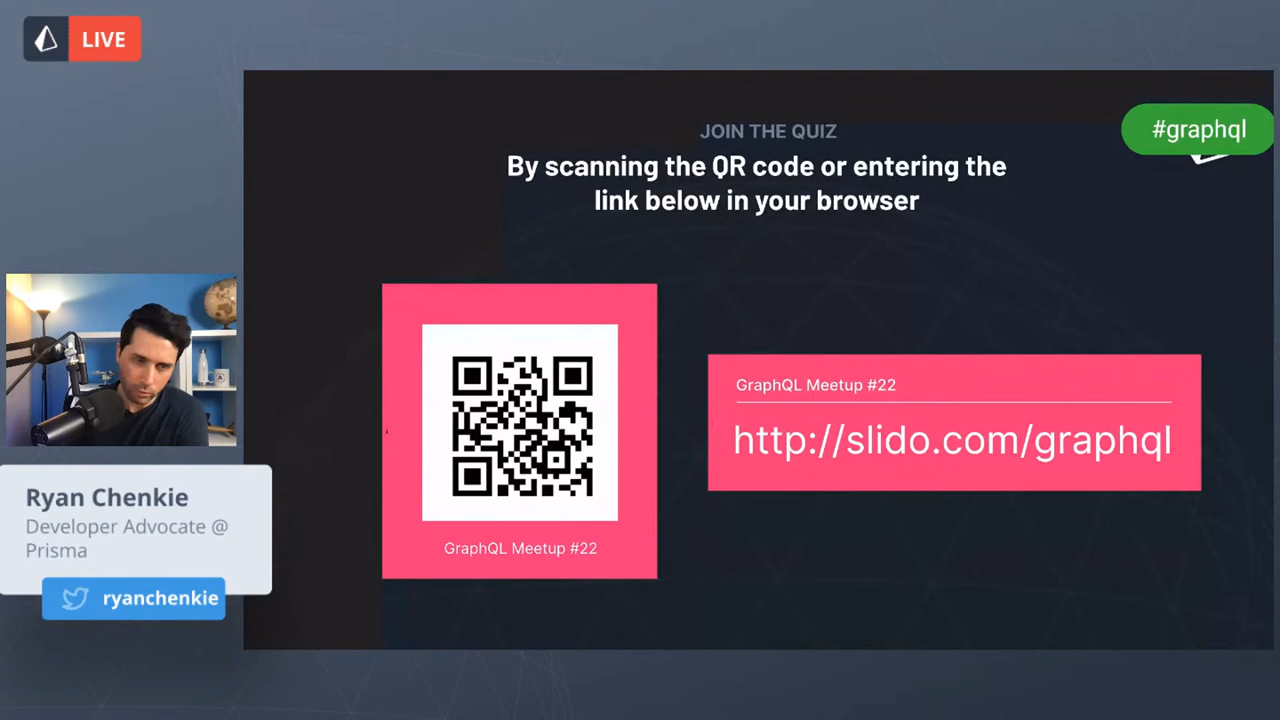 LIVE
#graphql
JOIN THE QUIZ
By scanning the QR code or entering the
link below in your browser
GraphQL Meetup #22
http://slido.com/graphql
GraphQL Meetup #22
Ryan Chenkie
Developer Advocate @
Prisma
ryanchenkie